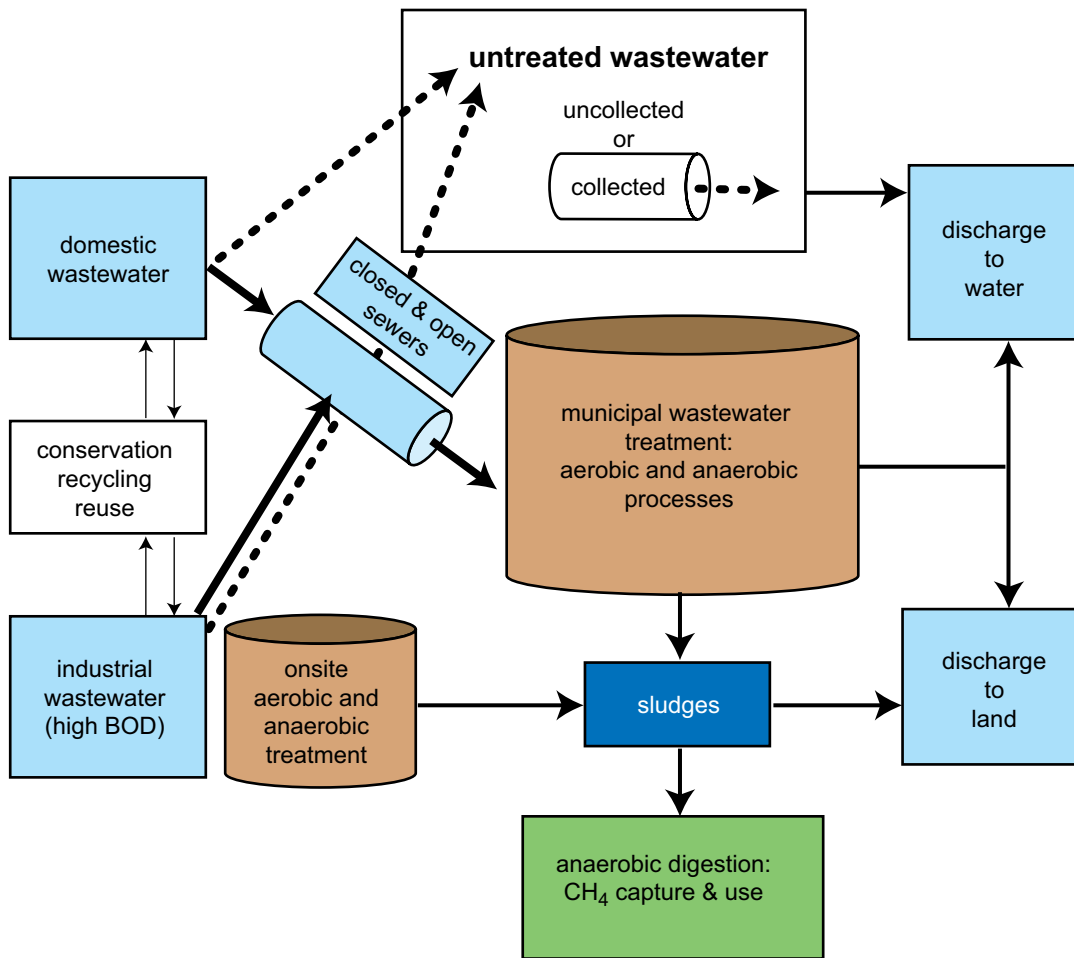 untreated wastewater
uncollected
or
collected
domestic
wastewater
closed & open
sewers
discharge
to
water
municipal wastewater
treatment:
aerobic and anaerobic
processes
conservation
recycling
reuse
industrial
wastewater
(high BOD)
onsite
aerobic and
anaerobic
treatment
sludges
discharge
to
land
anaerobic digestion:
CH₄ capture & use